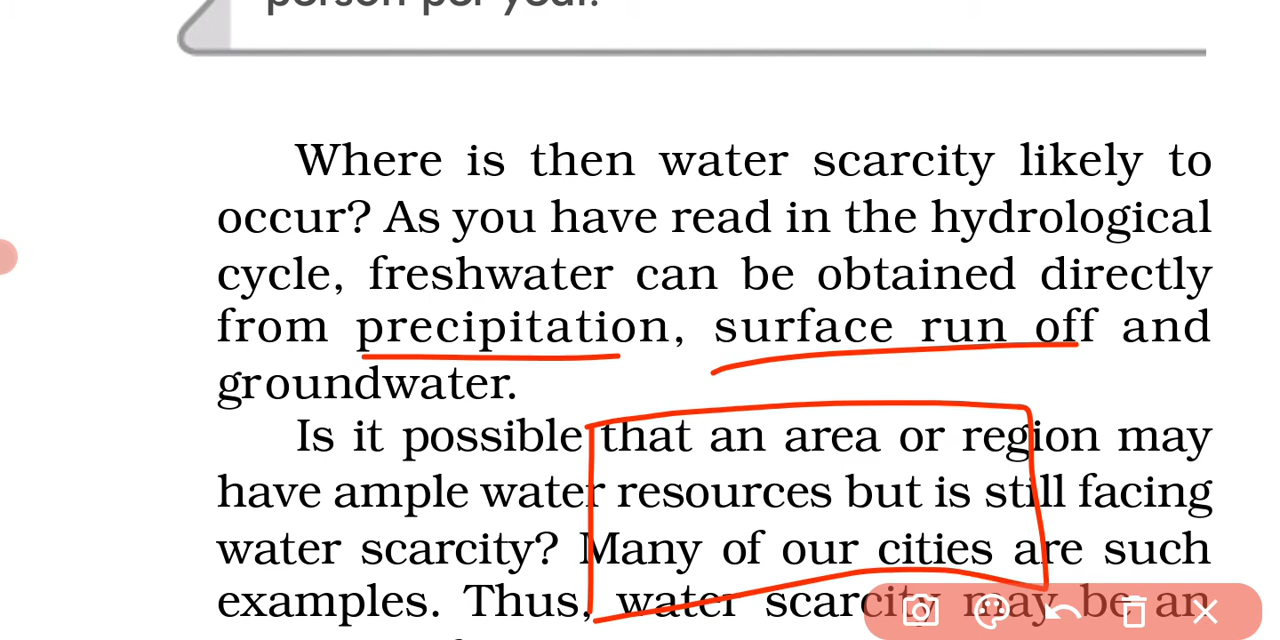 person per year.
Where is then water scarcity likely to
occur? As you have read in the hydrological
cycle, freshwater can be obtained directly
from precipitation, surface run off and
groundwater.
Is it possible that an area or region may
have ample water resources but is still facing
water scarcity? Many of our cities are such
examples. Thus, water scarcity may be an